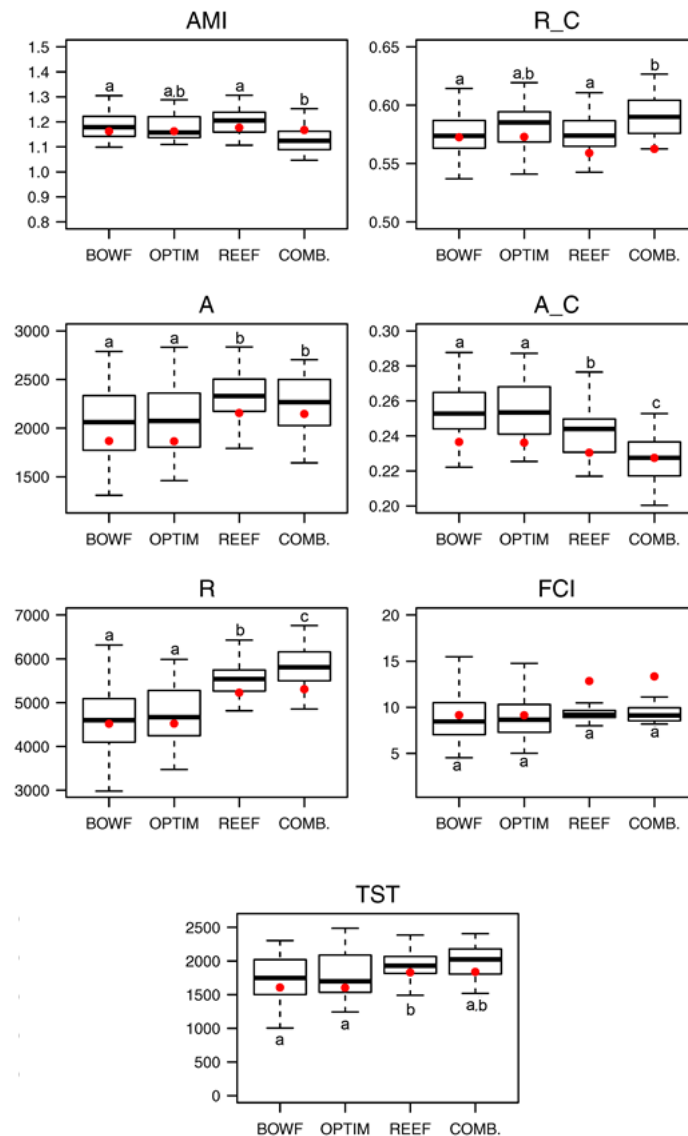 AMI
1.5
1.4
1.3
1.2
1.1
1.0
0.9
0.8
a
a,b
a
b
BOWF OPTIM REEF COMB.
R_C
0.65
0.60
0.55
0.50
a
a,b
a
b
BOWF OPTIM REEF COMB.
A
3000
2500
2000
1500
a
a
b
b
BOWF OPTIM REEF COMB.
A_C
0.30
0.28
0.26
0.24
0.22
0.20
a
a
b
c
BOWF OPTIM REEF COMB.
R
7000
6000
5000
4000
3000
a
a
b
c
BOWF OPTIM REEF COMB.
FCI
20
15
10
5
a
a
a
a
BOWF OPTIM REEF COMB.
TST
2500
2000
1500
1000
500
0
a
a
b
a,b
BOWF OPTIM REEF COMB.